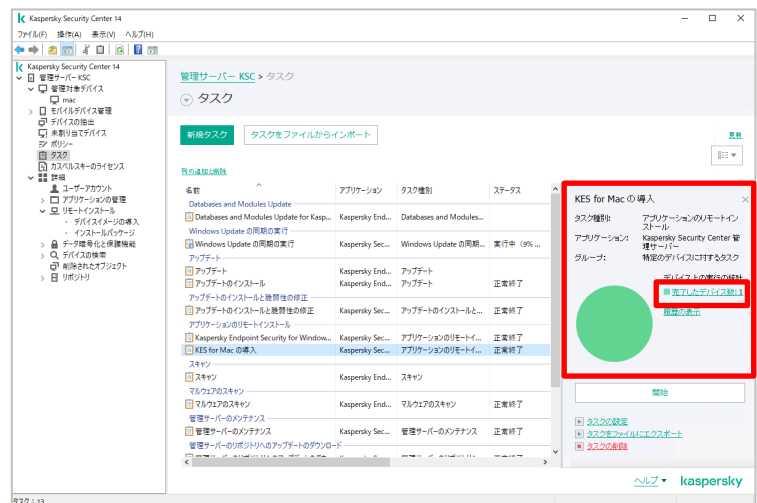 Kaspersky Security Center 14
ファイル(F) 操作(A) 表示(V) ヘルプ(H)
Kaspersky Security Center 14
管理サーバー KSC
管理対象デバイス
mac
モバイルデバイス管理
デバイスの抽出
未割り当てデバイス
ポリシー
タスク
カスペルスキーのライセンス
詳細
ユーザーアカウント
アプリケーションの管理
リモートインストール
・ デバイスイメージの導入
・ インストールパッケージ
データ暗号化と保護機能
デバイスの検索
削除されたオブジェクト
リポジトリ
管理サーバー KSC > タスク
タスク
新規タスク タスクをファイルからインポート
更新
列の追加と削除
名前 アプリケーション タスク種別 ステータス
Databases and Modules Update
Databases and Modules Update for Kasp... Kaspersky End... Databases and Modules...
Windows Update の同期の実行
Windows Update の同期の実行 Kaspersky Sec... Windows Update の同期... 実行中 (9% ...
アップデート
アップデート Kaspersky End... アップデート
アップデートのインストール Kaspersky End... アップデート 正常終了
アップデートのインストールと脆弱性の修正
アップデートのインストールと脆弱性の修正 Kaspersky Sec... アップデートのインストールと... 正常終了
アプリケーションのリモートインストール
Kaspersky Endpoint Security for Window... Kaspersky Sec... アプリケーションのリモートイ... 正常終了
KES for Mac の導入 Kaspersky Sec... アプリケーションのリモートイ... 正常終了
スキャン
スキャン Kaspersky End... スキャン
マルウェアのスキャン
マルウェアのスキャン Kaspersky End... マルウェアのスキャン 正常終了
管理サーバーのメンテナンス
管理サーバーのメンテナンス Kaspersky Sec... 管理サーバーのメンテナンス 正常終了
管理サーバーのリポジトリへのアップデートのダウンロード
KES for Mac の導入
タスク種別: アプリケーションのリモートイン
ストール
アプリケーション: Kaspersky Security Center 管
理サーバー
グループ: 特定のデバイスに対するタスク
デバイス上の実行の統計
完了したデバイス数: 1
履歴の表示
開始
タスクの設定
タスクをファイルにエクスポート
タスクの削除
ヘルプ
kaspersky
タスク : 13